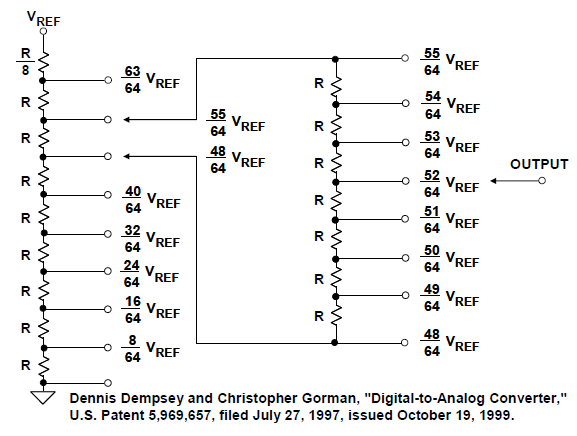 VREF
R
8
R
R
R
R
R
R
R
R
63
64 VREF
55
64 VREF
48
64 VREF
40
64 VREF
32
64 VREF
24
64 VREF
16
64 VREF
8
64 VREF
R
R
R
R
R
R
R
55
64 VREF
54
64 VREF
53
64 VREF
52
64 VREF
51
64 VREF
50
64 VREF
49
64 VREF
48
64 VREF
OUTPUT
Dennis Dempsey and Christopher Gorman, "Digital-to-Analog Converter,"
U.S. Patent 5,969,657, filed July 27, 1997, issued October 19, 1999.